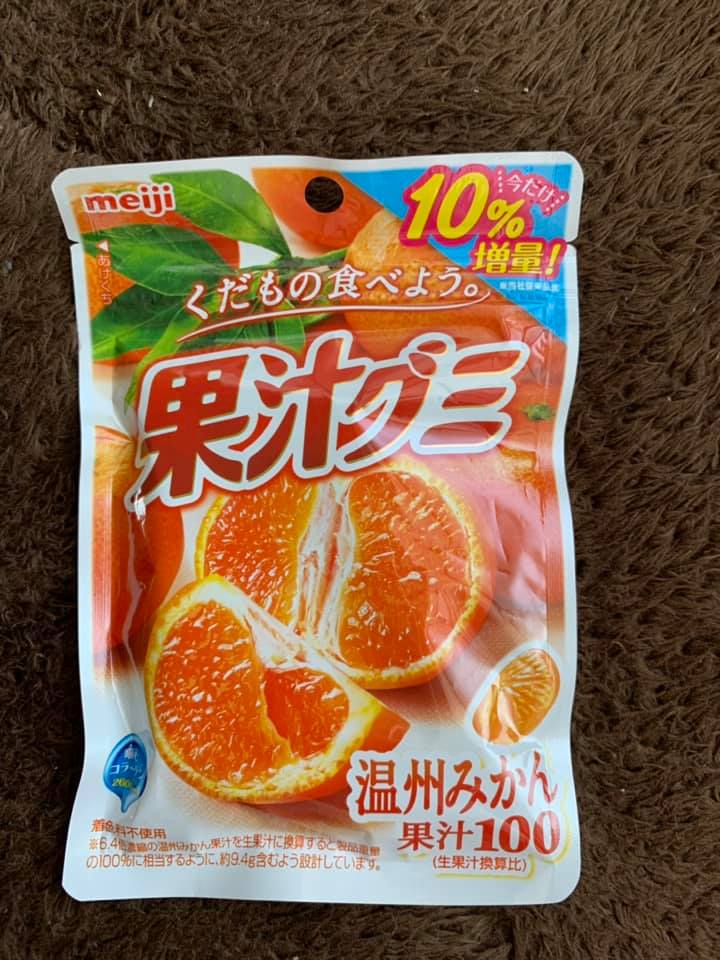 meiji
今だけ
10%
増量!
◀あけくち
くだもの食べよう。
果汁グミ
コラーゲン
温州みかん
果汁100
(生果汁換算比)
着色料不使用
※6.4倍濃縮の温州みかん果汁を生果汁に換算すると製品重量
の100%に相当するように、約9.4g含むよう設計しています。